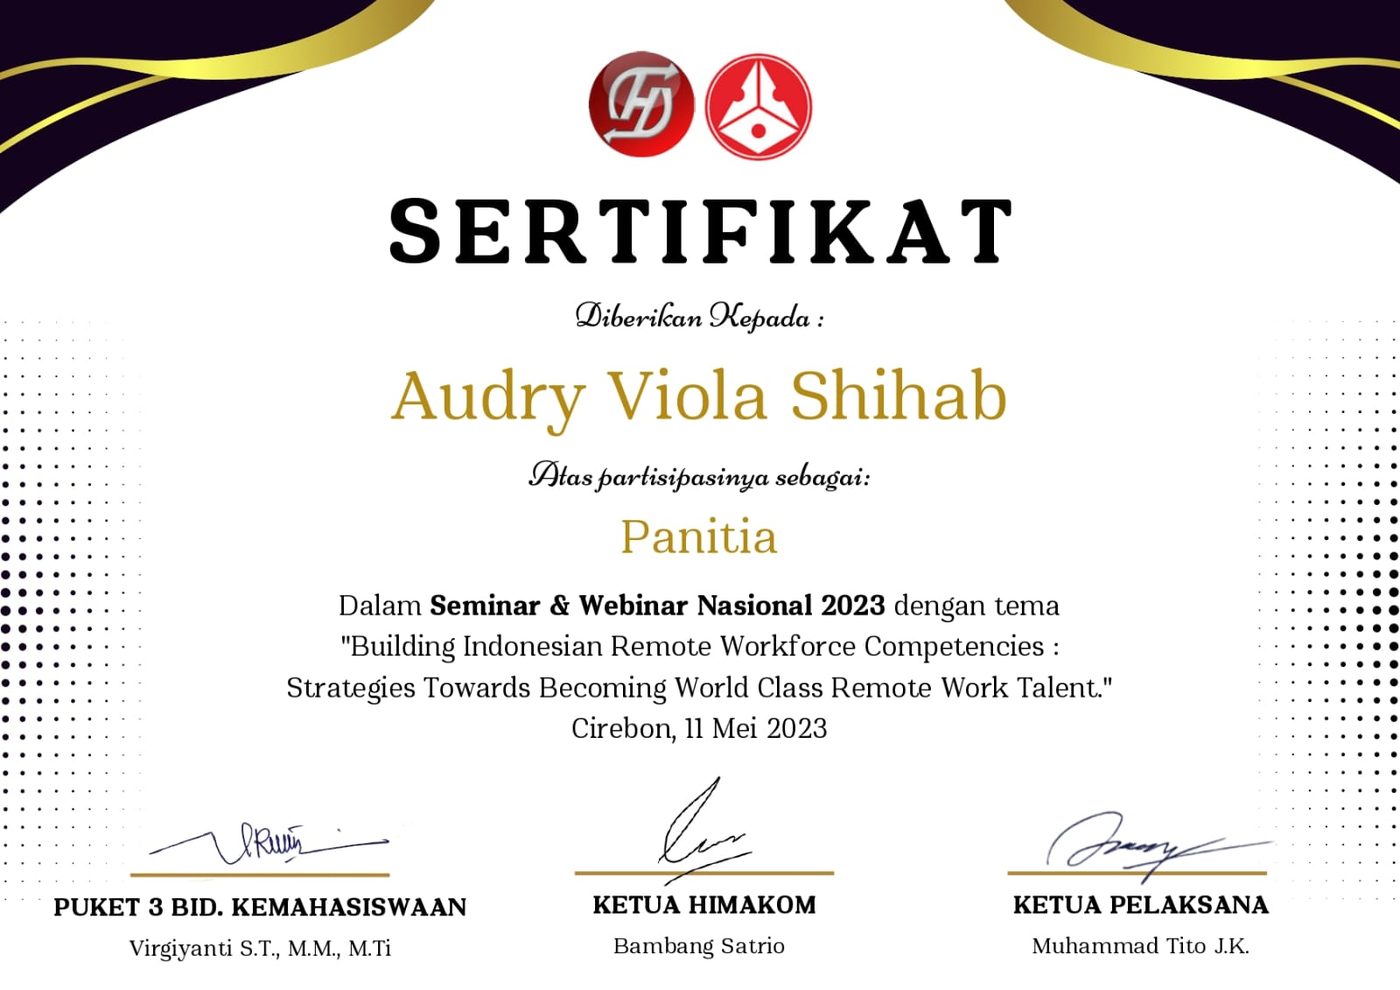 SERTIFIKAT
Diberikan Kepada :
Audry Viola Shihab
Atas partisipasinya sebagai:
Panitia
Dalam Seminar & Webinar Nasional 2023 dengan tema
"Building Indonesian Remote Workforce Competencies :
Strategies Towards Becoming World Class Remote Work Talent."
Cirebon, 11 Mei 2023
PUKET 3 BID. KEMAHASISWAAN
Virgiyanti S.T., M.M., M.Ti
KETUA HIMAKOM
Bambang Satrio
KETUA PELAKSANA
Muhammad Tito J.K.